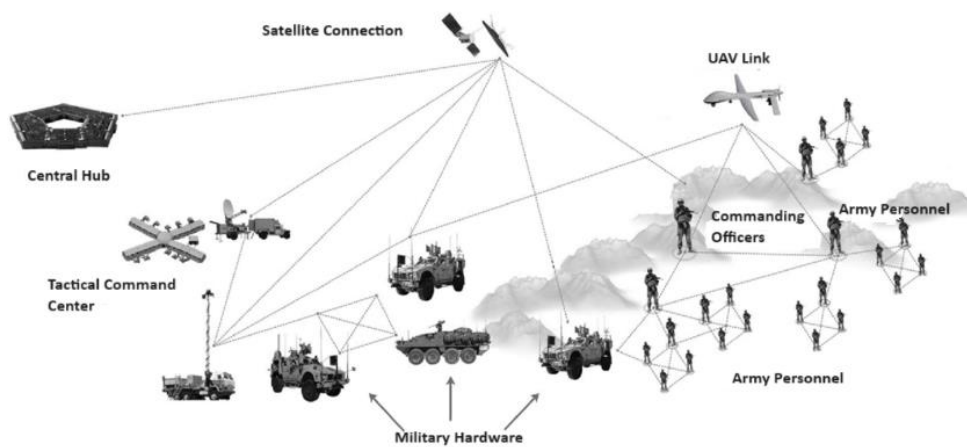 Satellite Connection
UAV Link
Central Hub
Commanding
Officers
Army Personnel
Tactical Command
Center
Army Personnel
Military Hardware